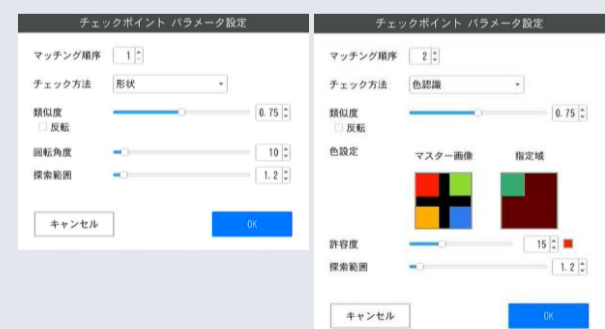 チェックポイント パラメータ設定
マッチング順序 1
チェック方法 形状
類似度 0.75
反転
回転角度 10
探索範囲 1.2
キャンセル OK
チェックポイント パラメータ設定
マッチング順序 2
チェック方法 色認識
類似度 0.75
反転
色設定 マスター画像 指定域
許容度 15
探索範囲 1.2
キャンセル OK